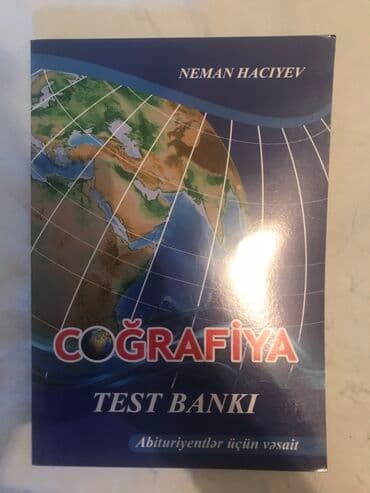 NEMAN HACIYEV
COĞRAFİYA
TEST BANKI
Abituriyentlər üçün vəsait